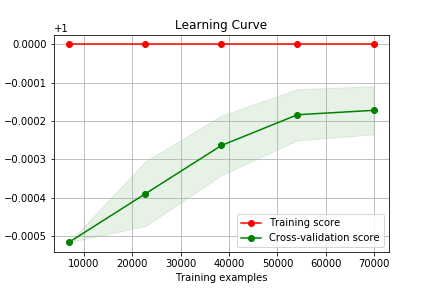 Learning Curve
+1
0.0000
−0.0001
−0.0002
−0.0003
−0.0004
−0.0005
Training score
Cross-validation score
10000 20000 30000 40000 50000 60000 70000
Training examples